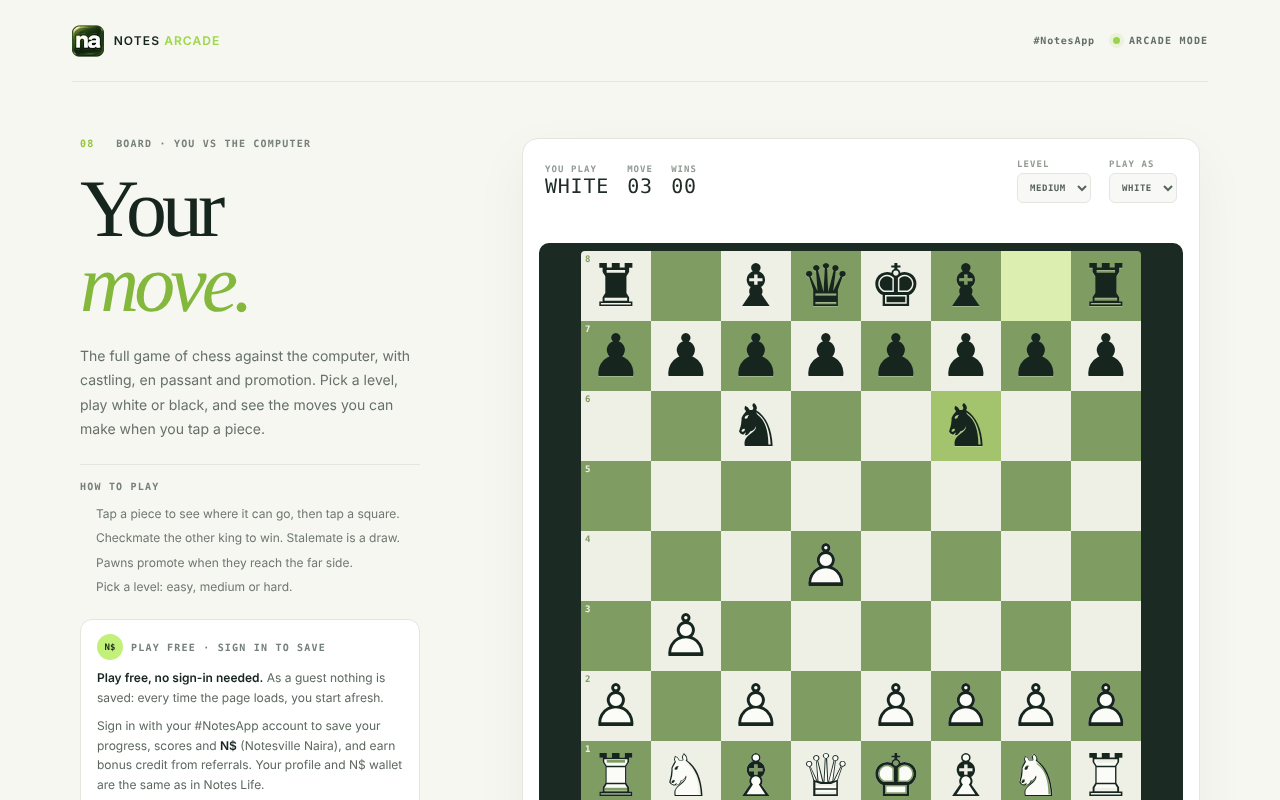 na NOTES ARCADE
#NotesApp ARCADE MODE
08 BOARD · YOU VS THE COMPUTER
Your
move.
The full game of chess against the computer, with
castling, en passant and promotion. Pick a level,
play white or black, and see the moves you can
make when you tap a piece.
HOW TO PLAY
Tap a piece to see where it can go, then tap a square.
Checkmate the other king to win. Stalemate is a draw.
Pawns promote when they reach the far side.
Pick a level: easy, medium or hard.
N$ PLAY FREE · SIGN IN TO SAVE
Play free, no sign-in needed. As a guest nothing is
saved: every time the page loads, you start afresh.
Sign in with your #NotesApp account to save your
progress, scores and N$ (Notesville Naira), and earn
bonus credit from referrals. Your profile and N$ wallet
are the same as in Notes Life.
YOU PLAY MOVE WINS
WHITE 03 00
LEVEL PLAY AS
MEDIUM WHITE
8
7
6
5
4
3
2
1